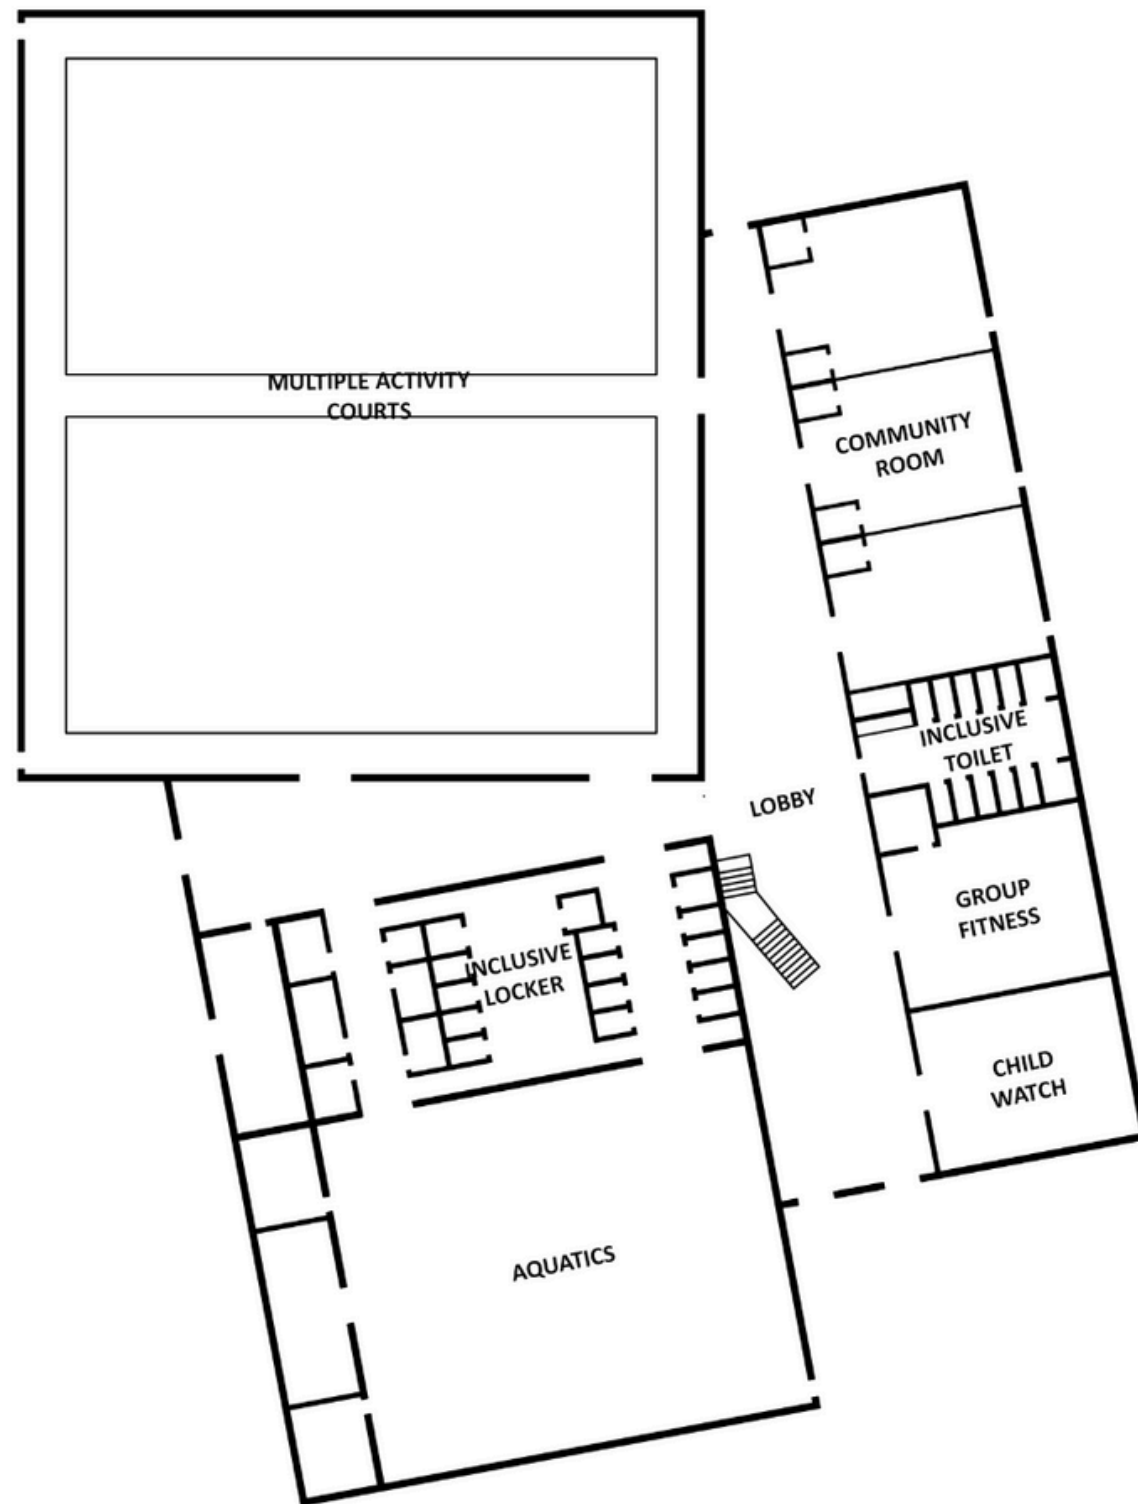 MULTIPLE ACTIVITY
COURTS
COMMUNITY
ROOM
INCLUSIVE
TOILET
LOBBY
GROUP
FITNESS
INCLUSIVE
LOCKER
CHILD
WATCH
AQUATICS